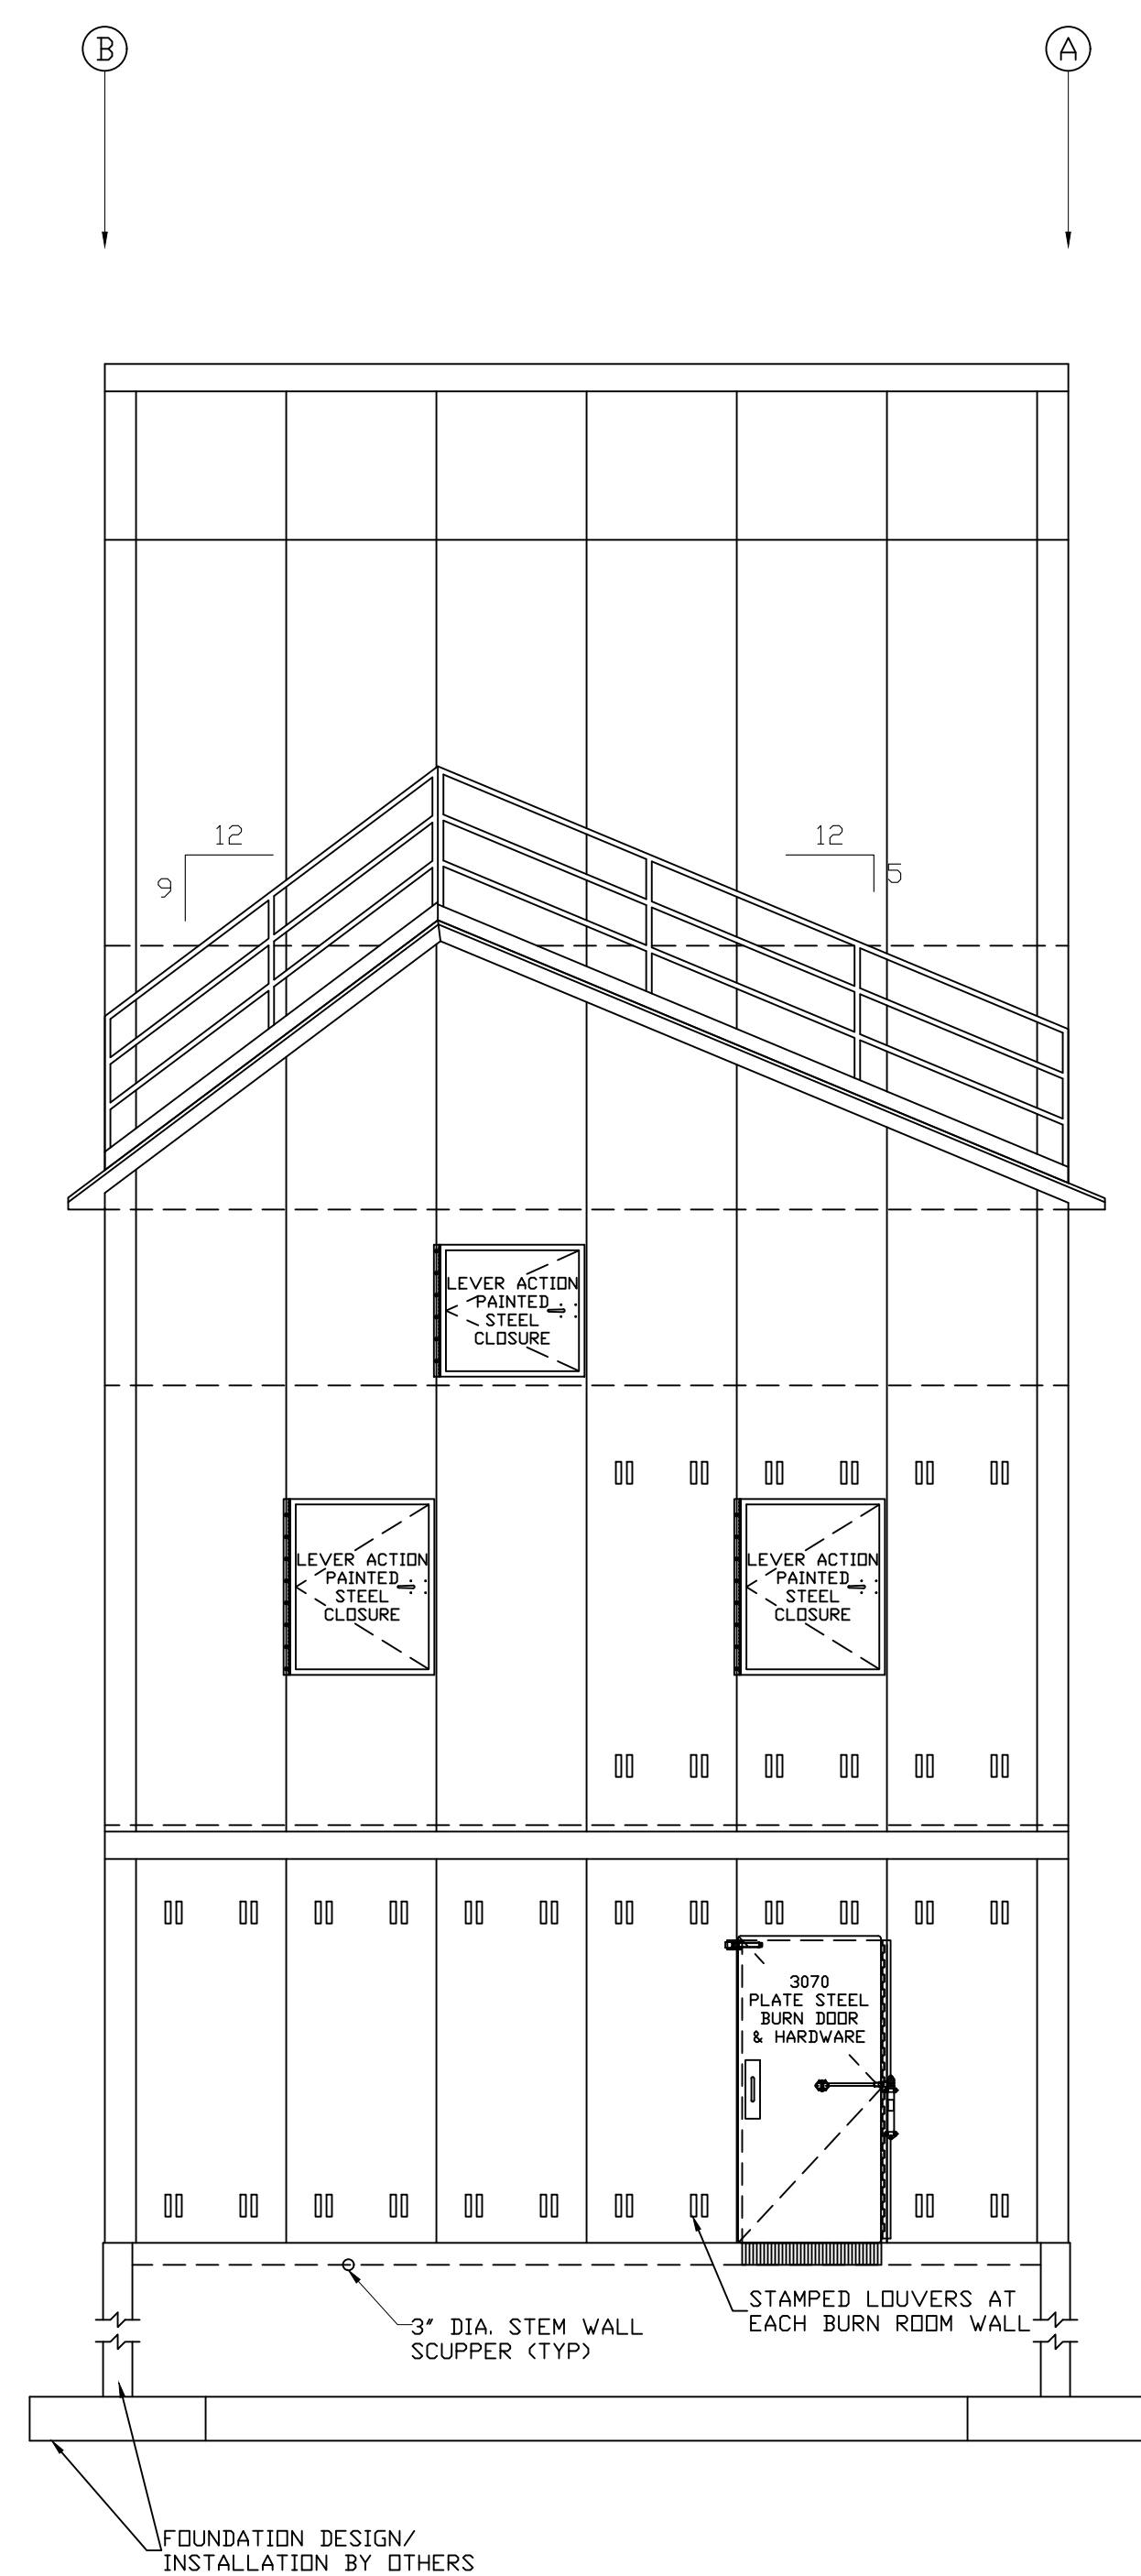 B
A
12
9
12
5
LEVER ACTION
PAINTED
STEEL
CLOSURE
LEVER ACTION
PAINTED
STEEL
CLOSURE
LEVER ACTION
PAINTED
STEEL
CLOSURE
3070
PLATE STEEL
BURN DOOR
& HARDWARE
STAMPED LOUVERS AT
EACH BURN ROOM WALL
3" DIA. STEM WALL
SCUPPER (TYP)
FOUNDATION DESIGN/
INSTALLATION BY OTHERS